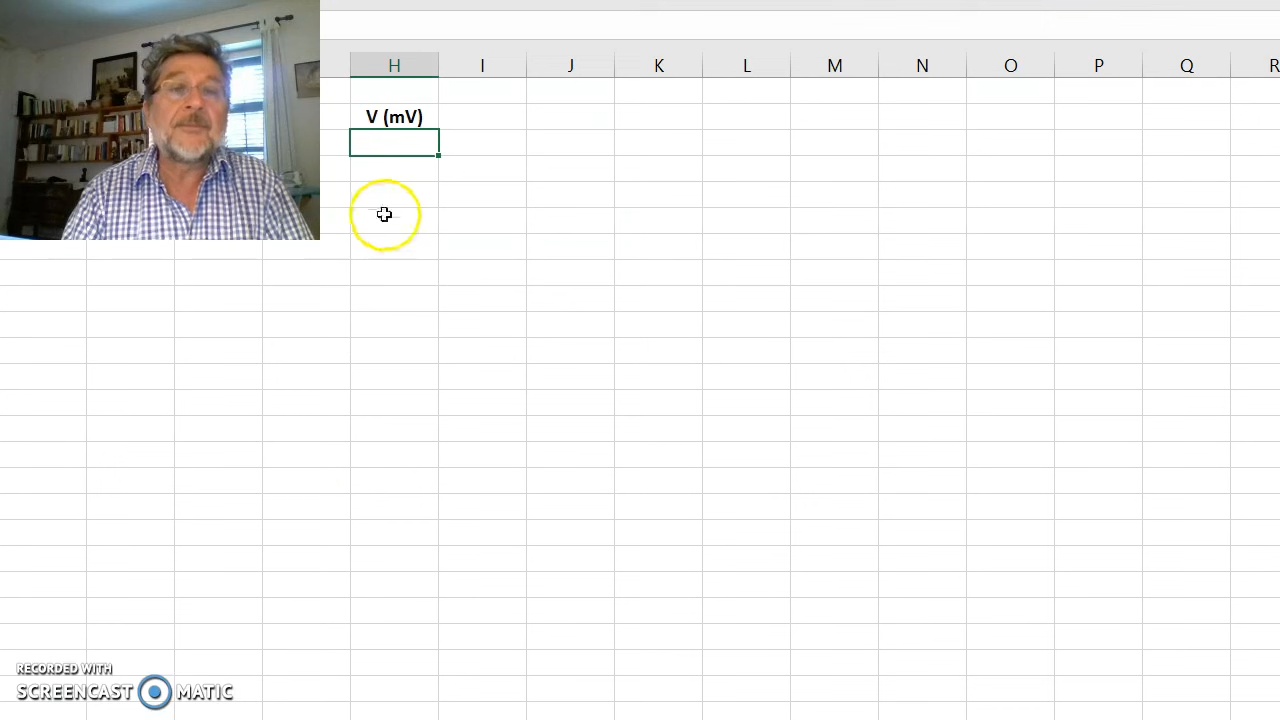 H I J K L M N O P Q R
V (mV)
RECORDED WITH
SCREENCAST MATIC